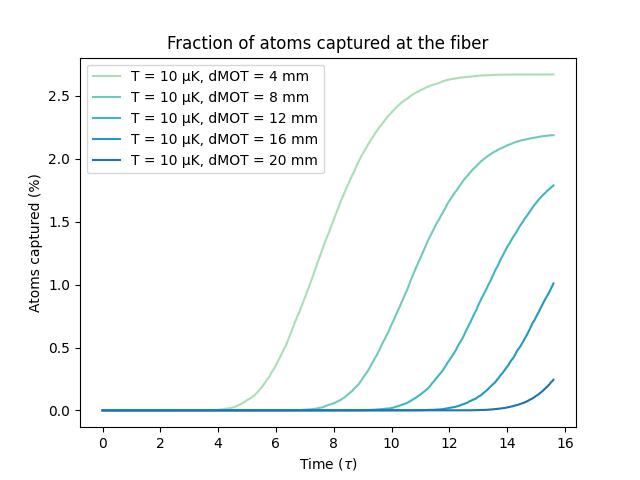 Fraction of atoms captured at the fiber
T = 10 μK, dMOT = 4 mm
T = 10 μK, dMOT = 8 mm
T = 10 μK, dMOT = 12 mm
T = 10 μK, dMOT = 16 mm
T = 10 μK, dMOT = 20 mm
Atoms captured (%)
2.5
2.0
1.5
1.0
0.5
0.0
0 2 4 6 8 10 12 14 16
Time (τ)